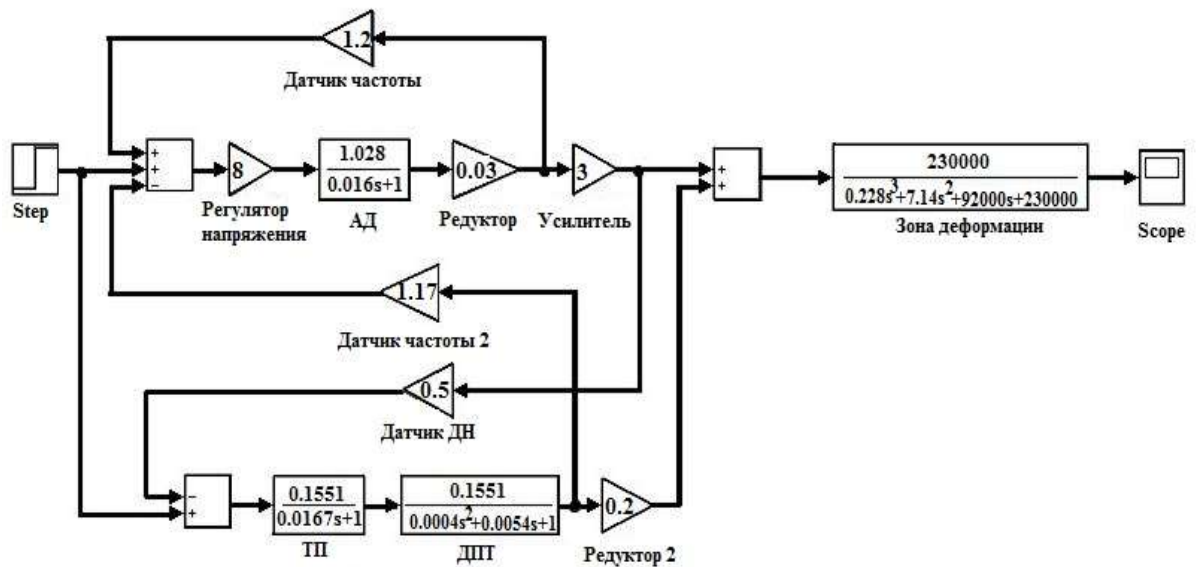 1.2
Датчик частоты
Step
+
+
−
8
Регулятор
напряжения
1.028
0.016s+1
АД
0.03
Редуктор
3
Усилитель
+
+
230000
0.228s³+7.14s²+92000s+230000
Зона деформации
Scope
1.17
Датчик частоты 2
0.5
Датчик ДН
−
+
0.1551
0.0167s+1
ТП
0.1551
0.0004s²+0.0054s+1
ДПТ
0.2
Редуктор 2